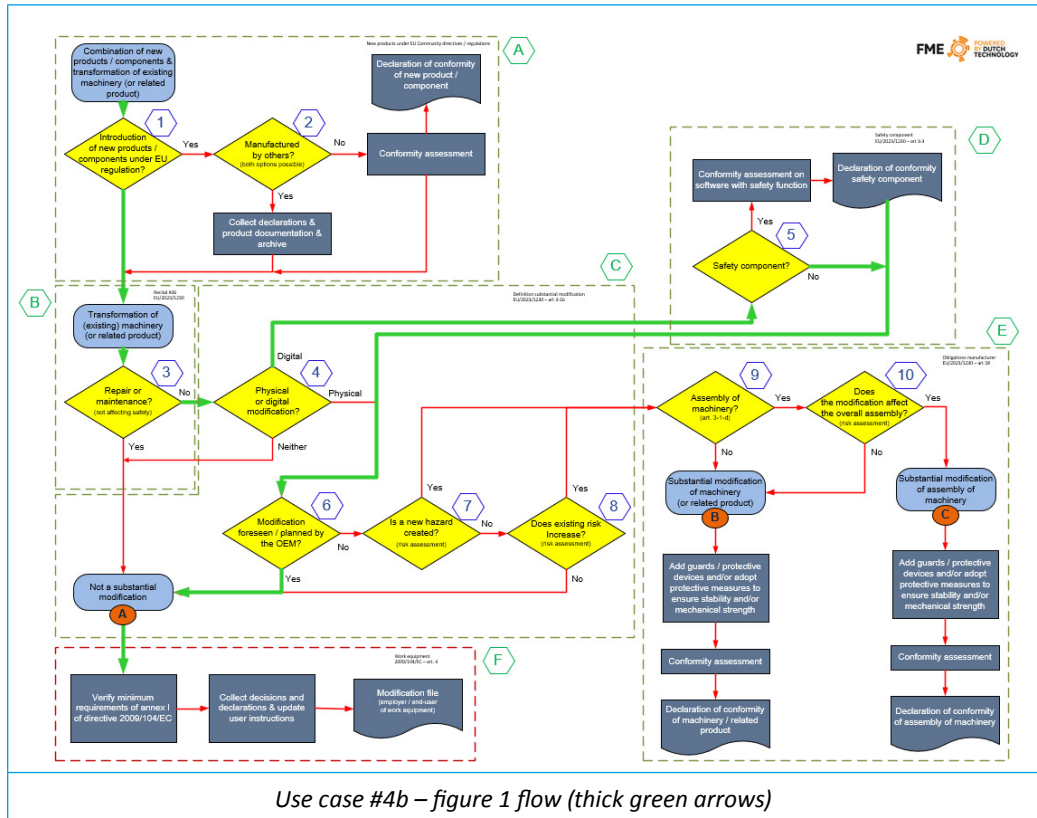 New products under EU Community directives / regulations
A
FME
POWERED
BY DUTCH
TECHNOLOGY
Combination of new
products / components &
transformation of existing
machinery (or related
product)
Declaration of conformity
of new product /
component
1
2
Introduction
of new products /
components under EU
regulation?
Yes
Manufactured
by others?
(both options possible)
No
Conformity assessment
Yes
Collect declarations &
product documentation &
archive
Safety component
EU/2023/1230 – art 3-3
D
Conformity assessment on
software with safety function
Declaration of conformity
safety component
Yes
5
Safety component?
No
B
Recital #26
EU/2023/1230
Transformation of
(existing) machinery
(or related product)
3
Repair or
maintenance?
(not affecting safety)
No
Yes
C
Definition substantial modification
EU/2023/1230 – art 3-16
Digital
4
Physical
or digital
modification?
Physical
Neither
6
Modification
foreseen / planned by
the OEM?
No
Yes
7
Is a new hazard
created?
(risk assessment)
Yes
No
8
Does existing risk
Increase?
(risk assessment)
Yes
No
Not a substantial
modification
A
E
Obligations manufacturer
EU/2023/1230 – art 18
9
Assembly of
machinery?
(art. 3-1-d)
Yes
No
10
Does
the modification affect
the overall assembly?
(risk assessment)
Yes
No
Substantial modification
of machinery
(or related product)
B
Substantial modification
of assembly of
machinery
C
Add guards / protective
devices and/or adopt
protective measures to
ensure stability and/or
mechanical strength
Add guards / protective
devices and/or adopt
protective measures to
ensure stability and/or
mechanical strength
Conformity assessment
Conformity assessment
Declaration of conformity
of machinery / related
product
Declaration of conformity
of assembly of machinery
Work equipment
2009/104/EC – art. 4
F
Verify minimum
requirements of annex I
of directive 2009/104/EC
Collect decisions and
declarations & update
user instructions
Modification file
(employer / end-user
of work equipment)
Use case #4b – figure 1 flow (thick green arrows)